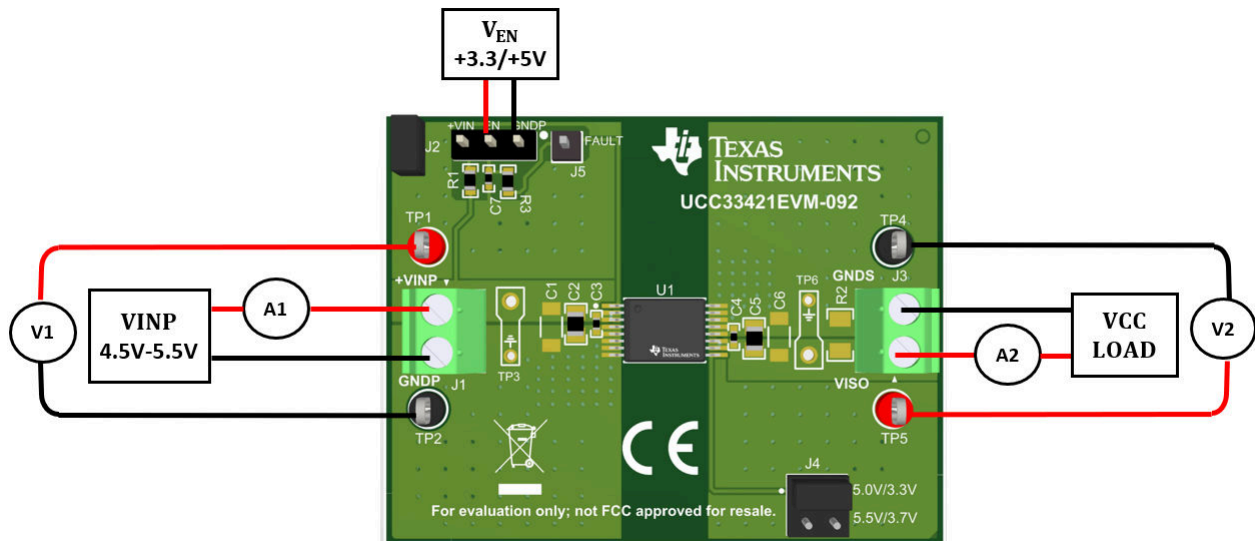 V_EN
+3.3/+5V
+VIN EN GNDP
J2
FAULT
J5
R1
C7
R3
TEXAS
INSTRUMENTS
UCC33421EVM-092
TP1
TP4
+VINP
GNDS
J3
V1
VINP
4.5V-5.5V
A1
C1
C2
C3
U1
C4
C5
C6
TP6
R2
VCC
LOAD
V2
A2
TEXAS
INSTRUMENTS
TP3
GNDP
J1
VISO
TP2
TP5
CE
J4
5.0V/3.3V
5.5V/3.7V
For evaluation only; not FCC approved for resale.